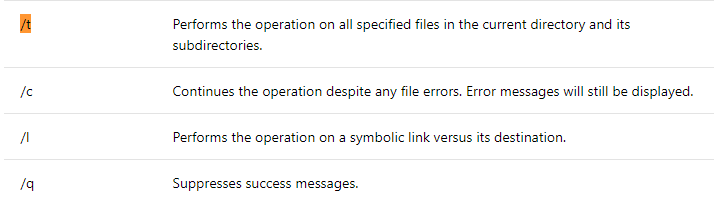 /t Performs the operation on all specified files in the current directory and its
subdirectories.
/c Continues the operation despite any file errors. Error messages will still be displayed.
/l Performs the operation on a symbolic link versus its destination.
/q Suppresses success messages.